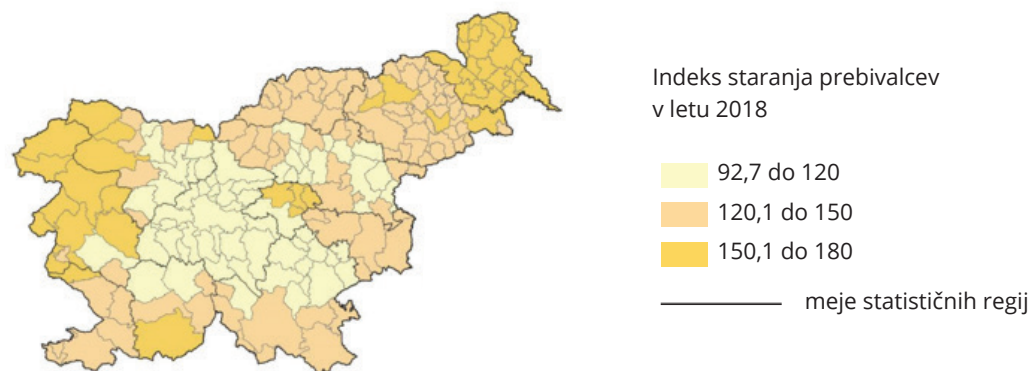 Indeks staranja prebivalcev
v letu 2018
92,7 do 120
120,1 do 150
150,1 do 180
meje statističnih regij